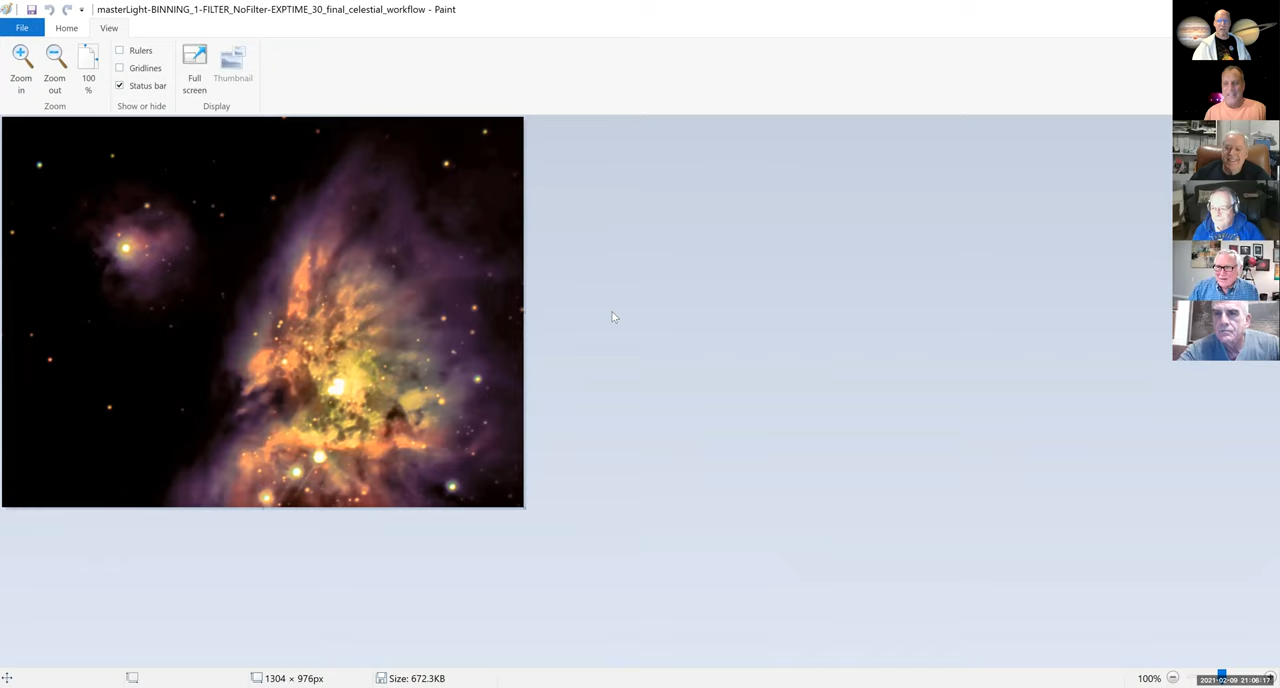 masterLight-BINNING_1-FILTER_NoFilter-EXPTIME_30_final_celestial_workflow - Paint
File Home View
Zoom in
Zoom out
100 %
Rulers
Gridlines
Status bar
Full screen
Thumbnail
Zoom
Show or hide
Display
1304 × 976px
Size: 672.3KB
100%
2021-02-09 21:06:17